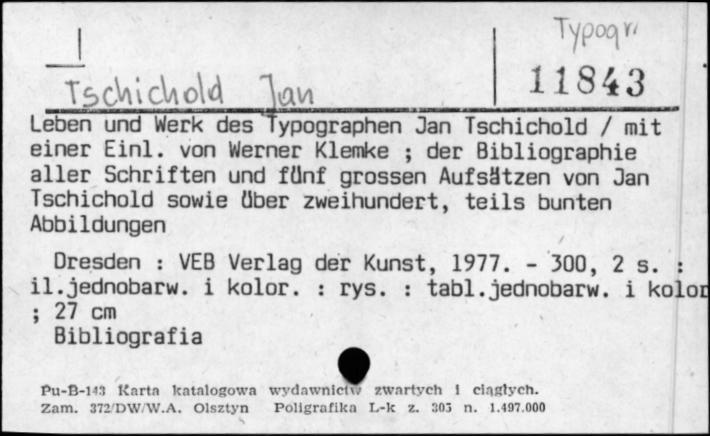 Typogr
11843
Tschichold Jan
Leben und Werk des Typographen Jan Tschichold / mit
einer Einl. von Werner Klemke ; der Bibliographie
aller Schriften und fünf grossen Aufsätzen von Jan
Tschichold sowie über zweihundert, teils bunten
Abbildungen
Dresden : VEB Verlag der Kunst, 1977. - 300, 2 s. :
il.jednobarw. i kolor. : rys. : tabl.jednobarw. i kolor
; 27 cm
Bibliografia
Pu-B-143 Karta katalogowa wydawnictw zwartych i ciągłych.
Zam. 372/DW/W.A. Olsztyn Poligrafika L-k z. 303 n. 1.497.000